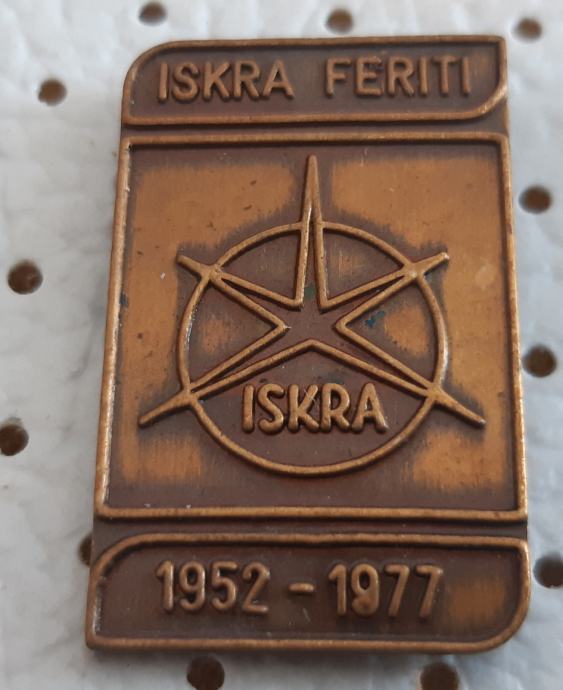 ISKRA FERITI
ISKRA
1952 - 1977